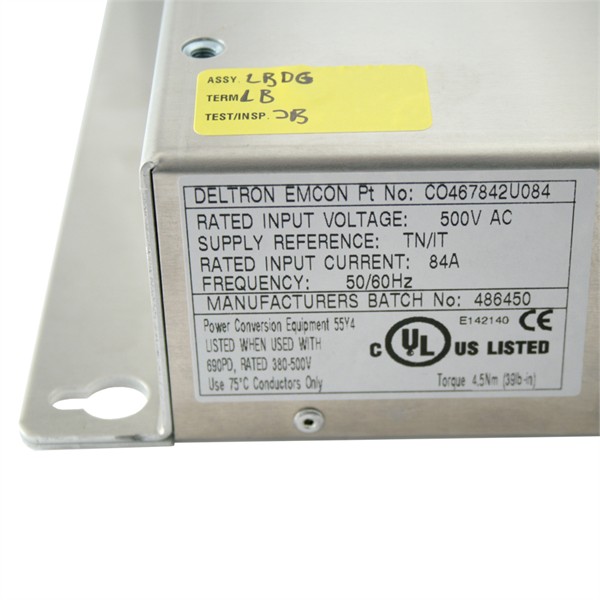 ASSY. LBDG
TERM LB
TEST/INSP. JB
DELTRON EMCON Pt No: CO467842U084
RATED INPUT VOLTAGE: 500V AC
SUPPLY REFERENCE: TN/IT
RATED INPUT CURRENT: 84A
FREQUENCY: 50/60Hz
MANUFACTURERS BATCH No: 486450
Power Conversion Equipment 55Y4
LISTED WHEN USED WITH
690PD, RATED 380-500V
Use 75°C Conductors Only
E142140 CE
C UL US LISTED
Torque 4.5Nm (39lb-in)